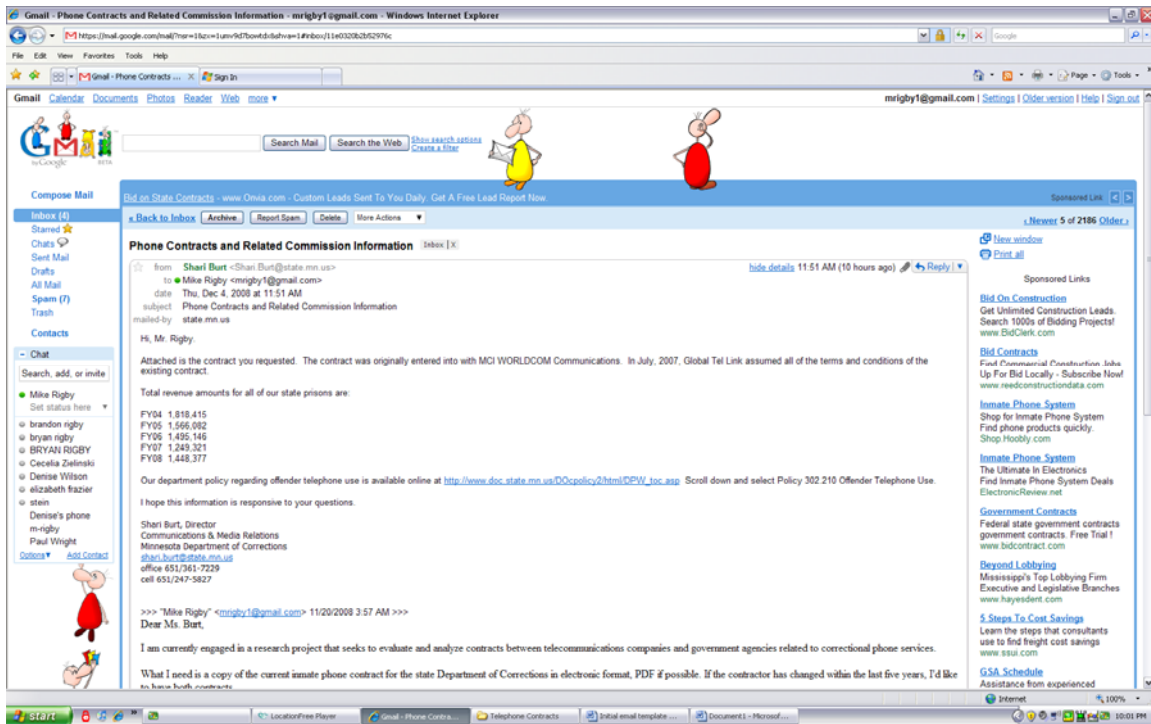 Gmail - Phone Contracts and Related Commission Information - mrigby1@gmail.com - Windows Internet Explorer
Google
File Edit View Favorites Tools Help
Gmail - Phone Contracts ... X Sign In
Page Tools
Gmail Calendar Documents Photos Reader Web more ▼
mrigby1@gmail.com | Settings | Older version | Help | Sign out
by Google BETA
Search Mail Search the Web Show search options
Create a filter
Compose Mail
Inbox (4)
Starred
Chats
Sent Mail
Drafts
All Mail
Spam (7)
Trash
Contacts
Chat
Search, add, or invite
Mike Rigby
Set status here ▼
brandon rigby
bryan rigby
BRYAN RIGBY
Cecelia Zielinski
Denise Wilson
elizabeth frazier
stein
Denise's phone
m-rigby
Paul Wright
Options▼ Add Contact
Bid on State Contracts - www.Onvia.com - Custom Leads Sent To You Daily. Get A Free Lead Report Now. Sponsored Link < >
« Back to Inbox Archive Report Spam Delete More Actions ▼ ‹ Newer 5 of 2186 Older ›
Phone Contracts and Related Commission Information Inbox | X
from Shari Burt <Shari.Burt@state.mn.us> hide details 11:51 AM (10 hours ago) Reply ▼
to Mike Rigby <mrigby1@gmail.com>
date Thu, Dec 4, 2008 at 11:51 AM
subject Phone Contracts and Related Commission Information
mailed-by state.mn.us
Hi, Mr. Rigby.
Attached is the contract you requested. The contract was originally entered into with MCI WORLDCOM Communications. In July, 2007, Global Tel Link assumed all of the terms and conditions of the
existing contract.
Total revenue amounts for all of our state prisons are:
FY04 1,818,415
FY05 1,566,082
FY06 1,495,146
FY07 1,249,321
FY08 1,448,377
Our department policy regarding offender telephone use is available online at http://www.doc.state.mn.us/DOcpolicy2/html/DPW_toc.asp Scroll down and select Policy 302.210 Offender Telephone Use.
I hope this information is responsive to your questions.
Shari Burt, Director
Communications & Media Relations
Minnesota Department of Corrections
shari.burt@state.mn.us
office 651/361-7229
cell 651/247-5827
>>> "Mike Rigby" <mrigby1@gmail.com> 11/20/2008 3:57 AM >>>
Dear Ms. Burt,
I am currently engaged in a research project that seeks to evaluate and analyze contracts between telecommunications companies and government agencies related to correctional phone services.
What I need is a copy of the current inmate phone contract for the state Department of Corrections in electronic format, PDF if possible. If the contractor has changed within the last five years, I'd like
to have both contracts
New window
Print all
Sponsored Links
Bid On Construction
Get Unlimited Construction Leads.
Search 1000s of Bidding Projects!
www.BidClerk.com
Bid Contracts
Find Commercial Construction Jobs
Up For Bid Locally - Subscribe Now!
www.reedconstructiondata.com
Inmate Phone System
Shop for Inmate Phone System
Find phone products quickly.
Shop.Hoobly.com
Inmate Phone System
The Ultimate In Electronics
Find Inmate Phone System Deals
ElectronicReview.net
Government Contracts
Federal state government contracts
government contracts. Free Trial !
www.bidcontract.com
Beyond Lobbying
Mississippi's Top Lobbying Firm
Executive and Legislative Branches
www.hayesdent.com
5 Steps To Cost Savings
Learn the steps that consultants
use to find freight cost savings
www.ssui.com
GSA Schedule
Assistance from experienced
Internet 100%
start LocationFree Player Gmail - Phone Contra... Telephone Contracts Initial email template ... Document1 - Microsof... 10:01 PM